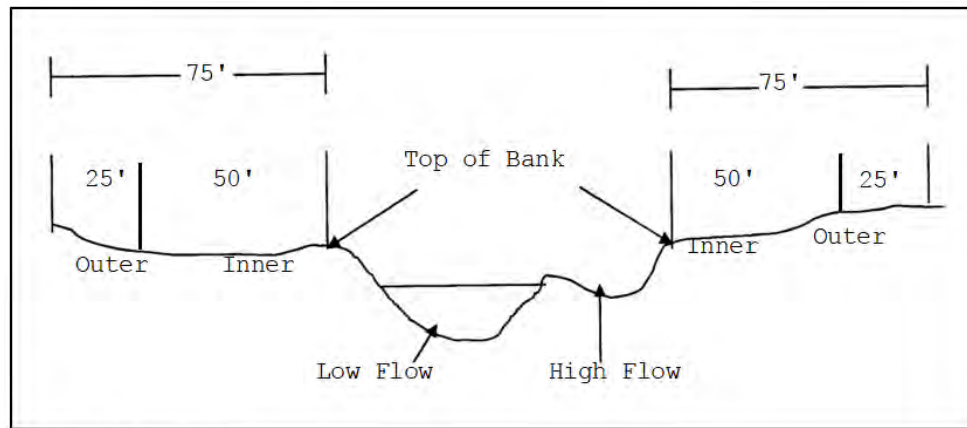 75'
75'
Top of Bank
25'
50'
50'
25'
Outer
Inner
Inner
Outer
Low Flow
High Flow